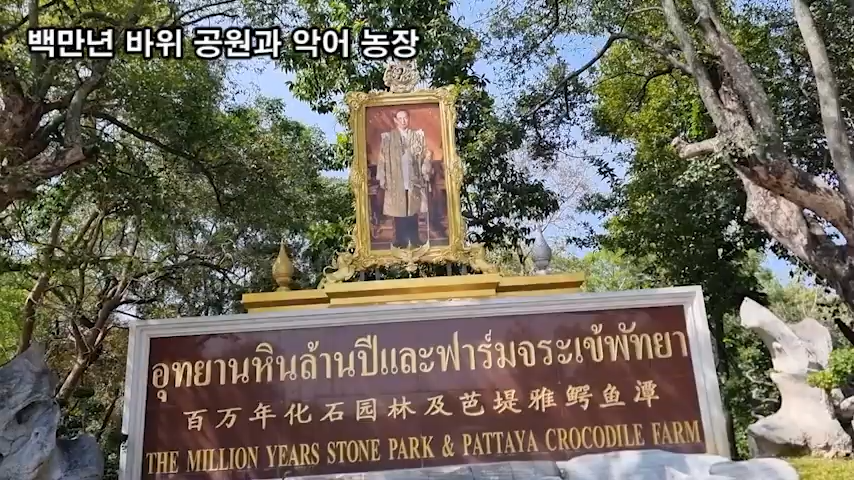 백만년 바위 공원과 악어 농장
อุทยานหินล้านปีและฟาร์มจระเข้พัทยา
百万年化石园林及芭堤雅鳄鱼潭
THE MILLION YEARS STONE PARK & PATTAYA CROCODILE FARM